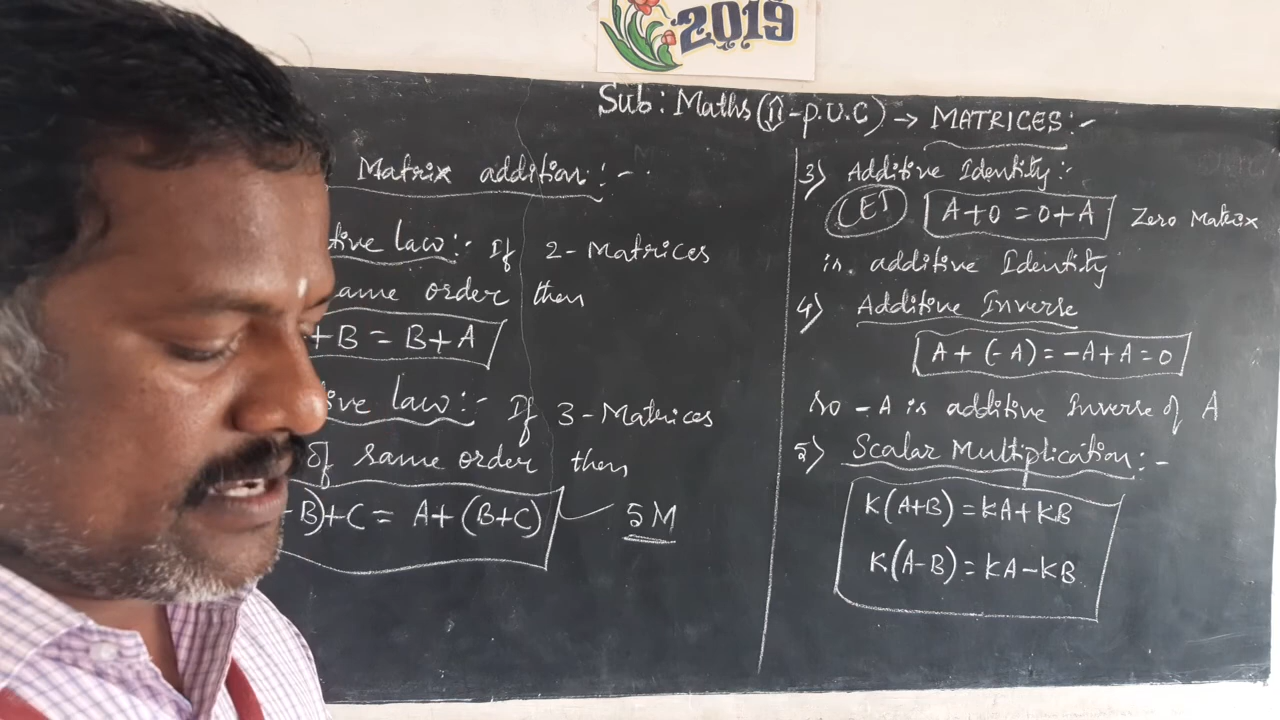 2019
Sub: Maths (II - P.U.C) → MATRICES:-
Matrix addition:-
tive law:- If 2-Matrices
ame order then
+B = B+A
ive law:- If 3-Matrices
of same order then
B)+C = A+(B+C) 5M
3) Additive Identity:-
CET A+0 = 0+A Zero Matrix
is additive Identity
4) Additive Inverse
A + (-A) = -A+A = 0
so -A is additive Inverse of A
5) Scalar Multiplication:-
K(A+B) = KA+KB
K(A-B) = KA-KB